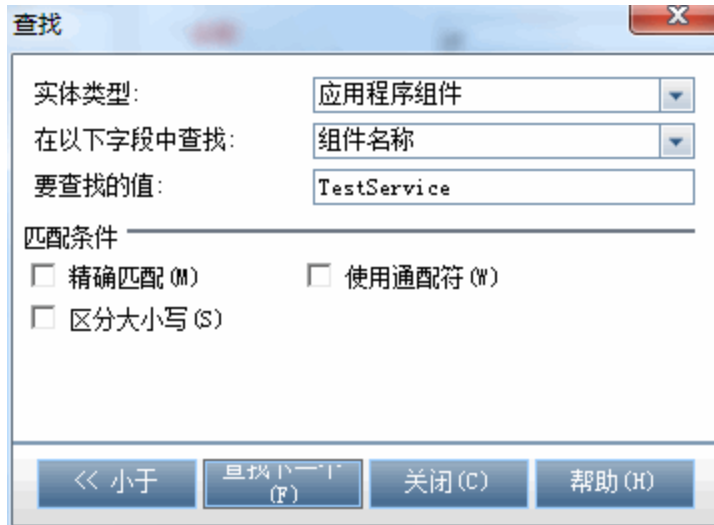 查找
实体类型:
应用程序组件
在以下字段中查找:
组件名称
要查找的值:
TestService
匹配条件
精确匹配(M)
使用通配符(W)
区分大小写(S)
<< 小于
查找下一个
(F)
关闭(C)
帮助(H)